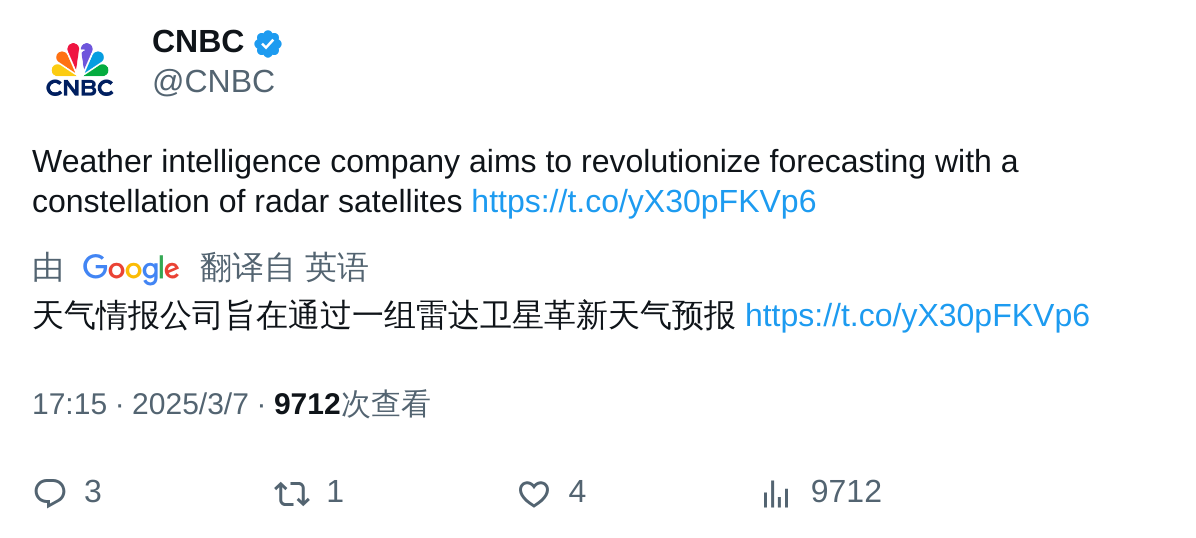 CNBC
CNBC
@CNBC
Weather intelligence company aims to revolutionize forecasting with a
constellation of radar satellites https://t.co/yX30pFKVp6
由 Google 翻译自 英语
天气情报公司旨在通过一组雷达卫星革新天气预报 https://t.co/yX30pFKVp6
17:15 · 2025/3/7 · 9712次查看
3 1 4 9712